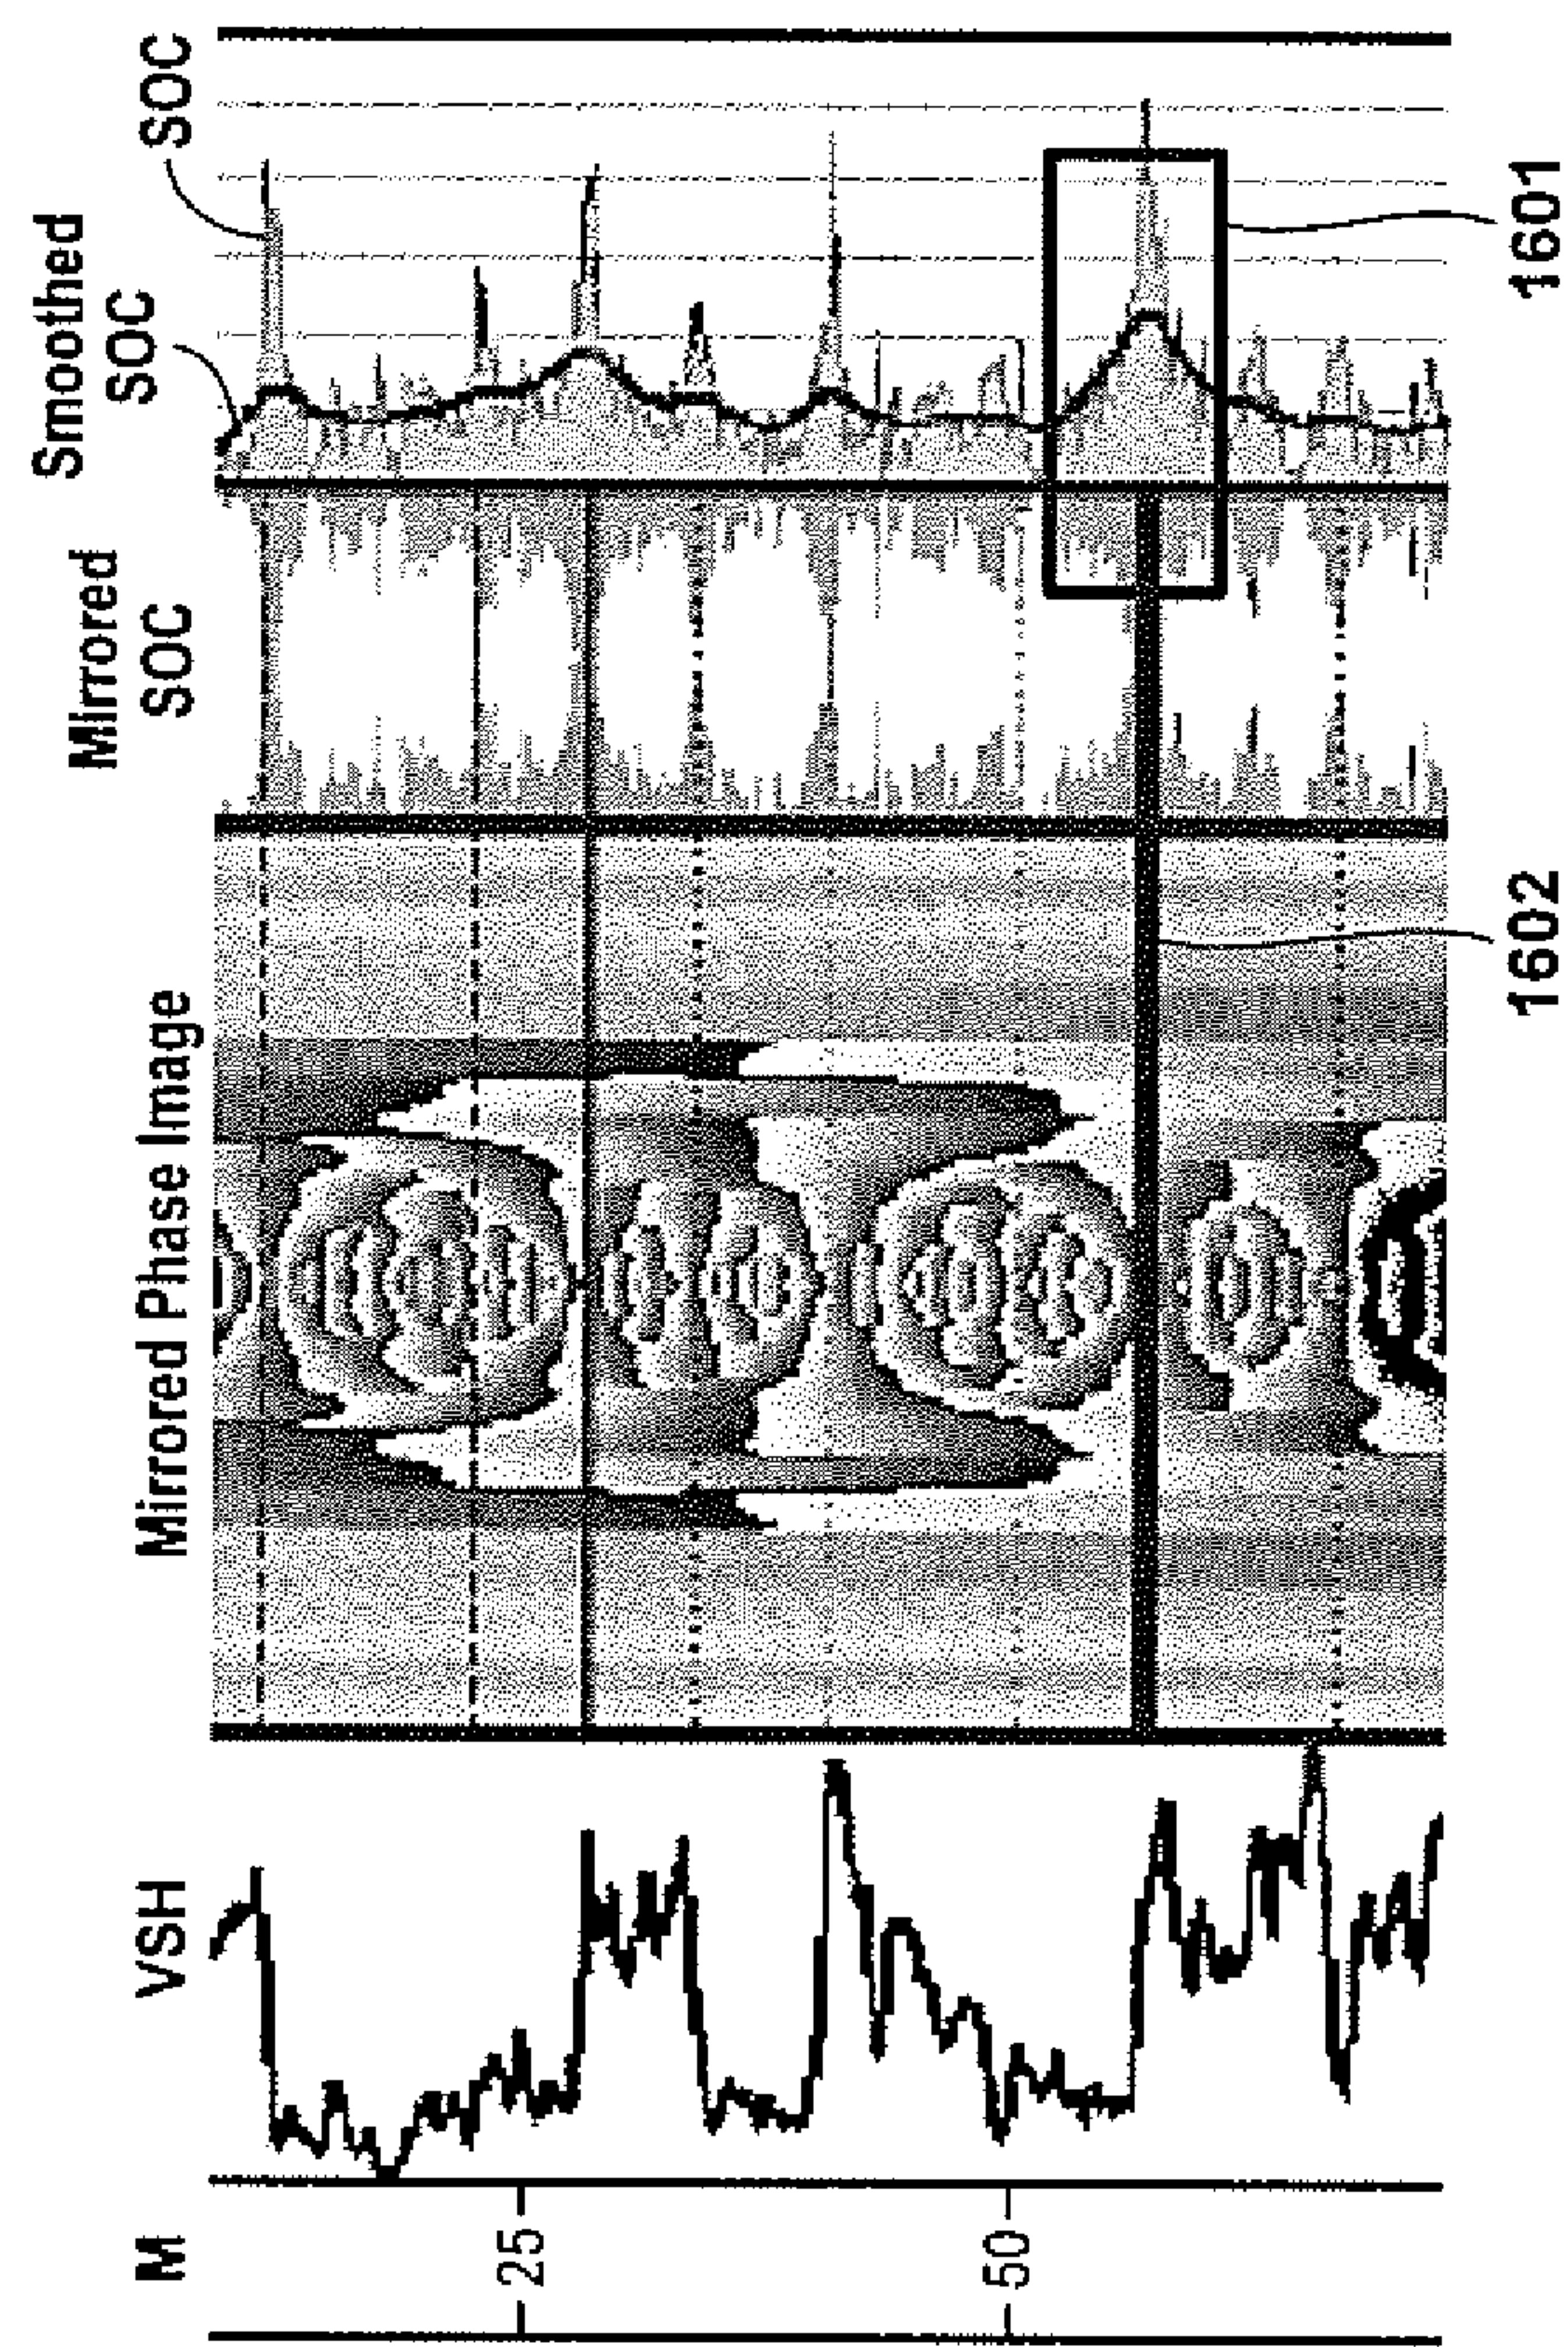 M
VSH
Mirrored Phase Image
Mirrored
SOC
Smoothed
SOC
SOC
25
50
1602
1601